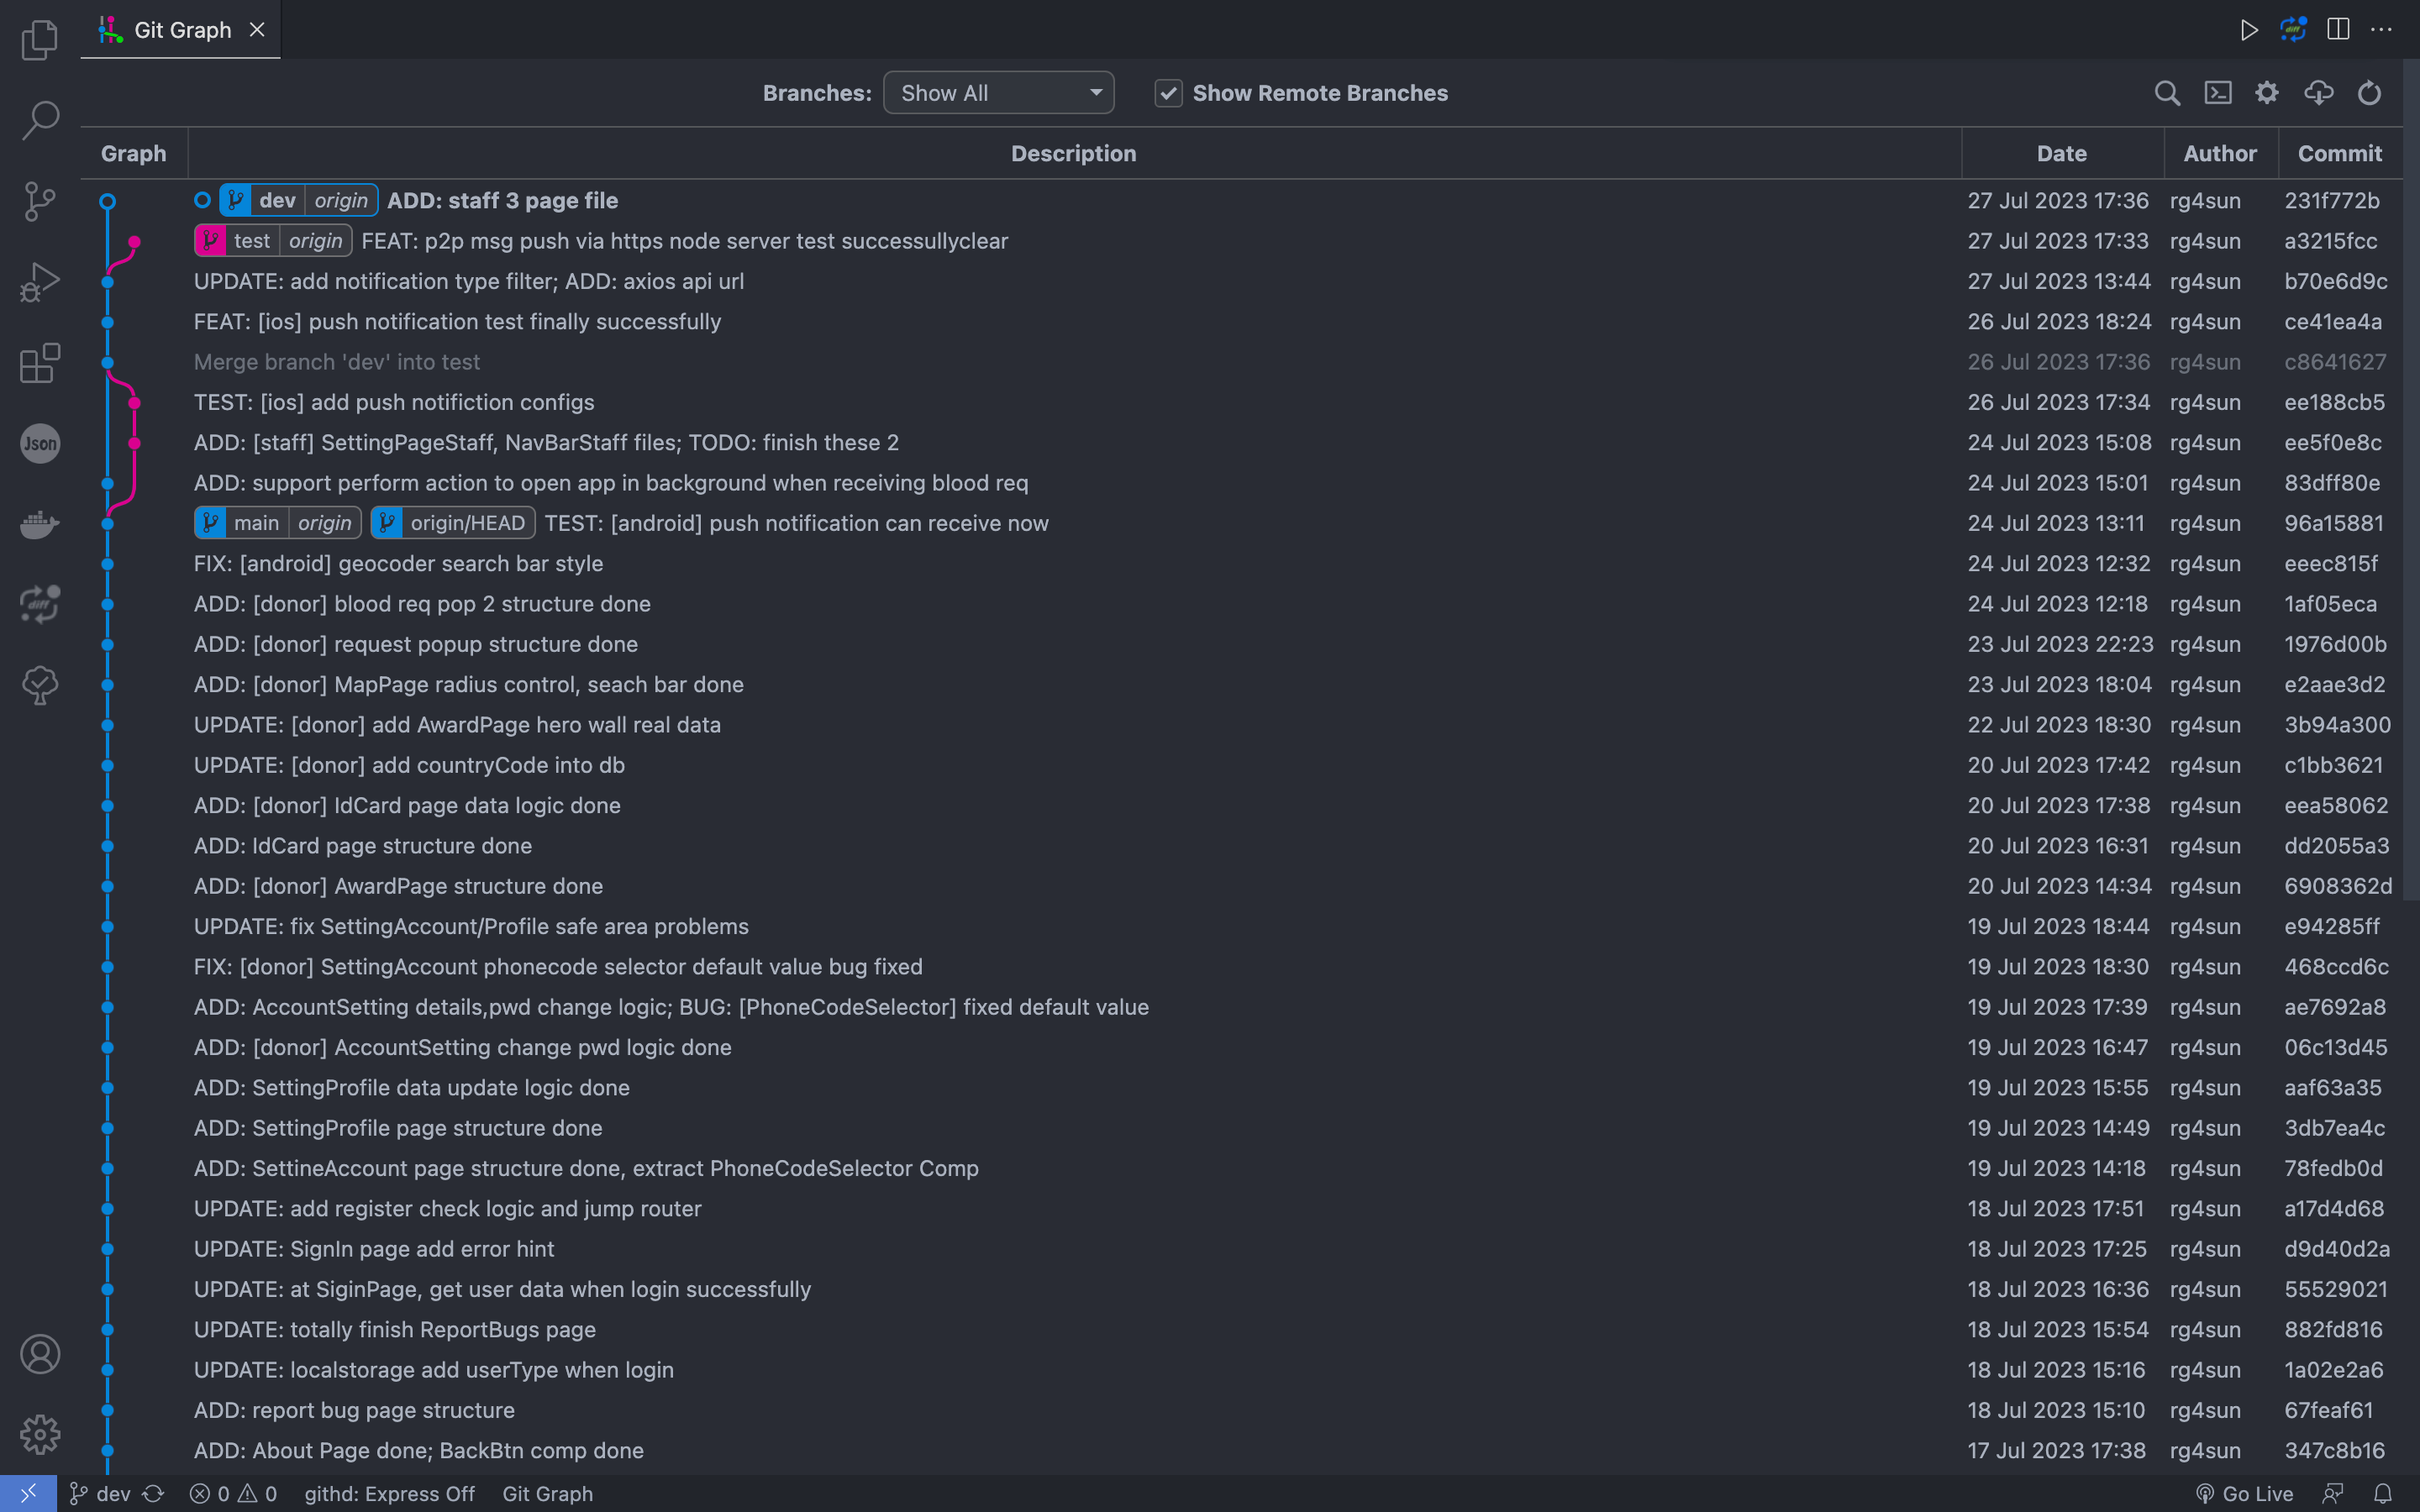 Git Graph
Branches: Show All Show Remote Branches
Graph Description Date Author Commit
dev origin ADD: staff 3 page file 27 Jul 2023 17:36 rg4sun 231f772b
test origin FEAT: p2p msg push via https node server test successullyclear 27 Jul 2023 17:33 rg4sun a3215fcc
UPDATE: add notification type filter; ADD: axios api url 27 Jul 2023 13:44 rg4sun b70e6d9c
FEAT: [ios] push notification test finally successfully 26 Jul 2023 18:24 rg4sun ce41ea4a
Merge branch 'dev' into test 26 Jul 2023 17:36 rg4sun c8641627
TEST: [ios] add push notifiction configs 26 Jul 2023 17:34 rg4sun ee188cb5
Json ADD: [staff] SettingPageStaff, NavBarStaff files; TODO: finish these 2 24 Jul 2023 15:08 rg4sun ee5f0e8c
ADD: support perform action to open app in background when receiving blood req 24 Jul 2023 15:01 rg4sun 83dff80e
main origin origin/HEAD TEST: [android] push notification can receive now 24 Jul 2023 13:11 rg4sun 96a15881
FIX: [android] geocoder search bar style 24 Jul 2023 12:32 rg4sun eeec815f
diff ADD: [donor] blood req pop 2 structure done 24 Jul 2023 12:18 rg4sun 1af05eca
ADD: [donor] request popup structure done 23 Jul 2023 22:23 rg4sun 1976d00b
ADD: [donor] MapPage radius control, seach bar done 23 Jul 2023 18:04 rg4sun e2aae3d2
UPDATE: [donor] add AwardPage hero wall real data 22 Jul 2023 18:30 rg4sun 3b94a300
UPDATE: [donor] add countryCode into db 20 Jul 2023 17:42 rg4sun c1bb3621
ADD: [donor] IdCard page data logic done 20 Jul 2023 17:38 rg4sun eea58062
ADD: IdCard page structure done 20 Jul 2023 16:31 rg4sun dd2055a3
ADD: [donor] AwardPage structure done 20 Jul 2023 14:34 rg4sun 6908362d
UPDATE: fix SettingAccount/Profile safe area problems 19 Jul 2023 18:44 rg4sun e94285ff
FIX: [donor] SettingAccount phonecode selector default value bug fixed 19 Jul 2023 18:30 rg4sun 468ccd6c
ADD: AccountSetting details,pwd change logic; BUG: [PhoneCodeSelector] fixed default value 19 Jul 2023 17:39 rg4sun ae7692a8
ADD: [donor] AccountSetting change pwd logic done 19 Jul 2023 16:47 rg4sun 06c13d45
ADD: SettingProfile data update logic done 19 Jul 2023 15:55 rg4sun aaf63a35
ADD: SettingProfile page structure done 19 Jul 2023 14:49 rg4sun 3db7ea4c
ADD: SettineAccount page structure done, extract PhoneCodeSelector Comp 19 Jul 2023 14:18 rg4sun 78fedb0d
UPDATE: add register check logic and jump router 18 Jul 2023 17:51 rg4sun a17d4d68
UPDATE: SignIn page add error hint 18 Jul 2023 17:25 rg4sun d9d40d2a
UPDATE: at SiginPage, get user data when login successfully 18 Jul 2023 16:36 rg4sun 55529021
UPDATE: totally finish ReportBugs page 18 Jul 2023 15:54 rg4sun 882fd816
UPDATE: localstorage add userType when login 18 Jul 2023 15:16 rg4sun 1a02e2a6
ADD: report bug page structure 18 Jul 2023 15:10 rg4sun 67feaf61
ADD: About Page done; BackBtn comp done 17 Jul 2023 17:38 rg4sun 347c8b16
dev 0 0 githd: Express Off Git Graph Go Live